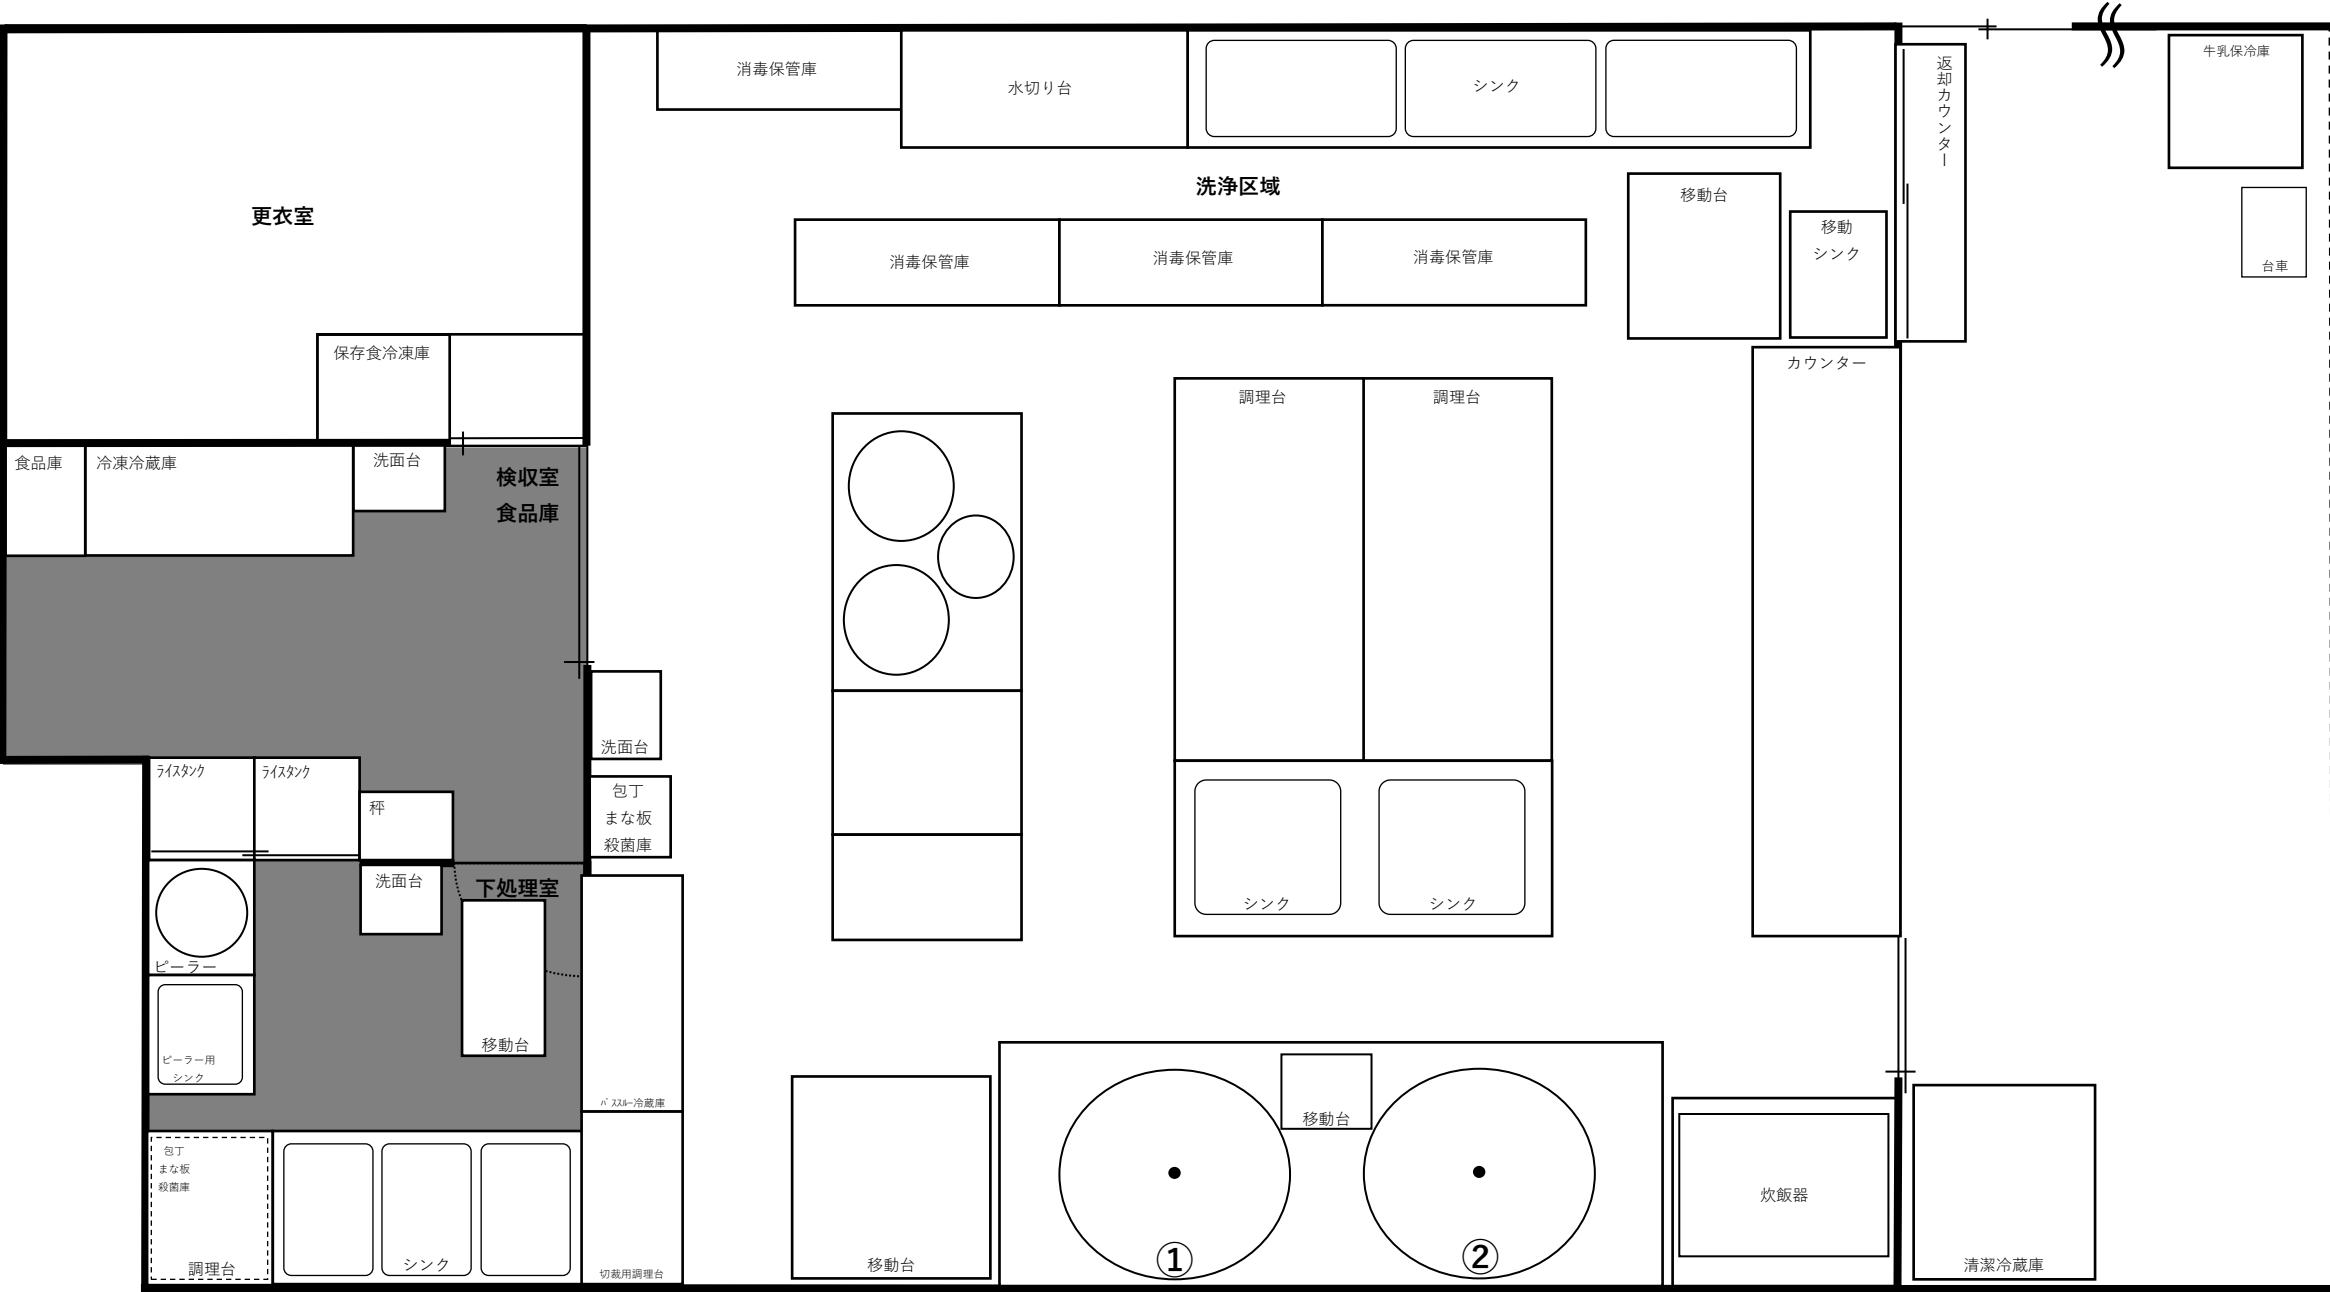 消毒保管庫
水切り台
シンク
返却カウンター
牛乳保冷庫
更衣室
洗浄区域
移動台
移動
シンク
台車
消毒保管庫
消毒保管庫
消毒保管庫
保存食冷凍庫
カウンター
食品庫
冷凍冷蔵庫
洗面台
検収室
食品庫
調理台
調理台
洗面台
ﾗｲｽﾀﾝｸ
ﾗｲｽﾀﾝｸ
秤
包丁
まな板
殺菌庫
洗面台
下処理室
シンク
シンク
ピーラー
移動台
ピーラー用
シンク
ﾊﾟｽｽﾙｰ冷蔵庫
包丁
まな板
殺菌庫
調理台
シンク
切裁用調理台
移動台
移動台
①
②
炊飯器
清潔冷蔵庫